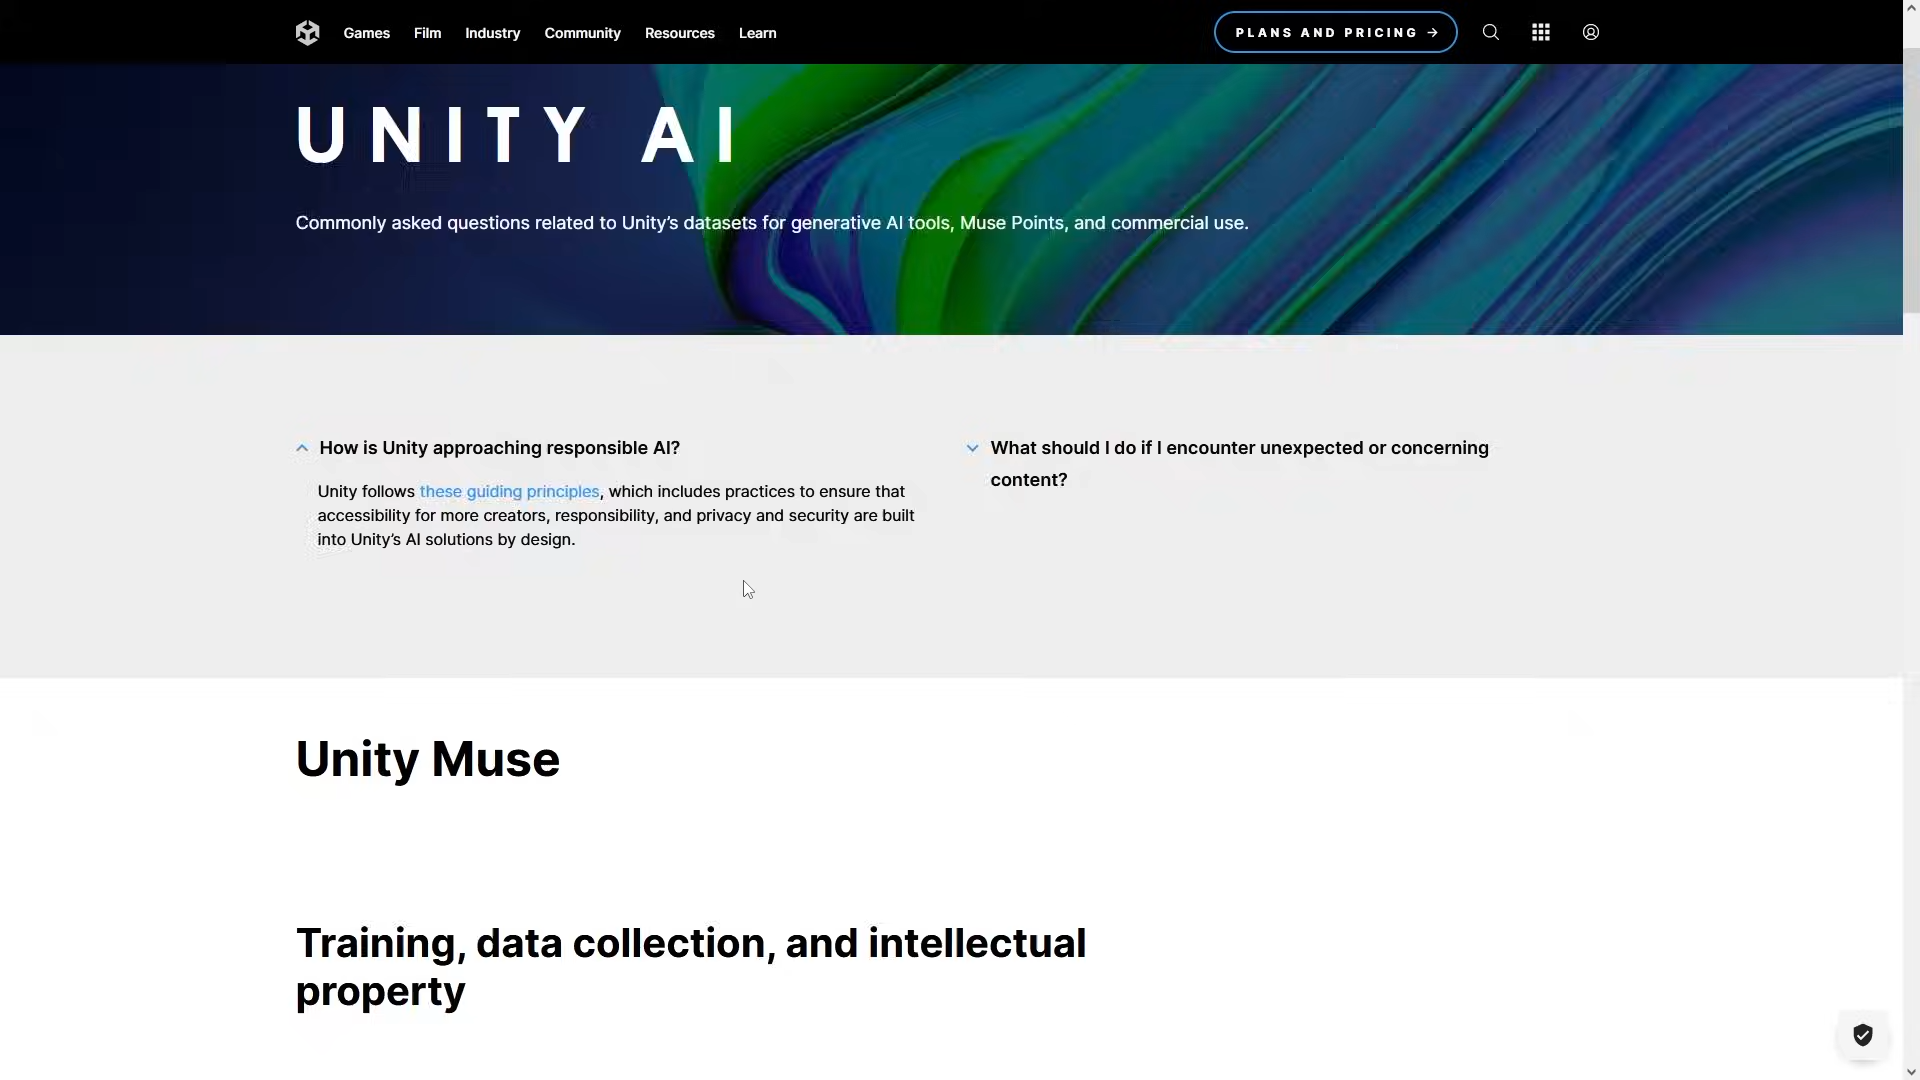 Games Film Industry Community Resources Learn PLANS AND PRICING →
UNITY AI
Commonly asked questions related to Unity’s datasets for generative AI tools, Muse Points, and commercial use.
How is Unity approaching responsible AI?
Unity follows these guiding principles, which includes practices to ensure that
accessibility for more creators, responsibility, and privacy and security are built
into Unity’s AI solutions by design.
What should I do if I encounter unexpected or concerning
content?
Unity Muse
Training, data collection, and intellectual
property